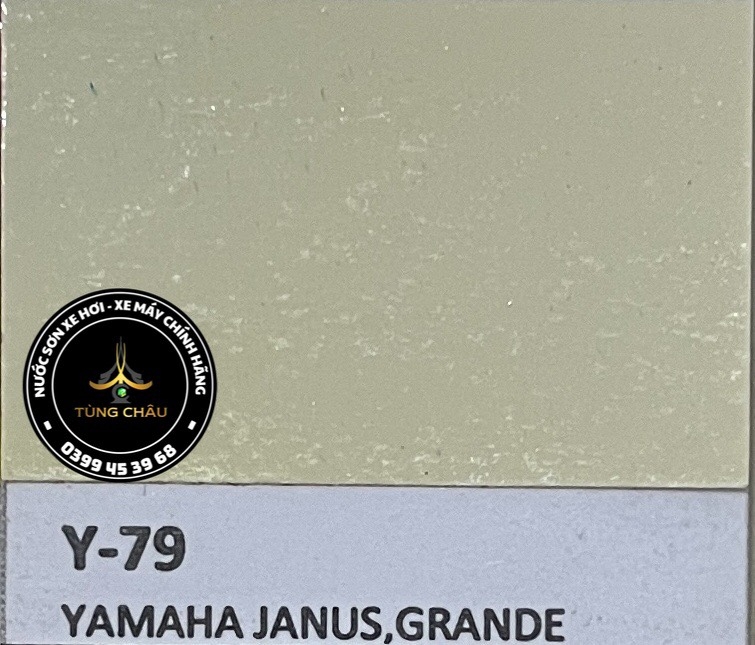 NƯỚC SƠN XE HƠI - XE MÁY CHÍNH HÃNG
TÙNG CHÂU
0399 45 39 68
Y-79
YAMAHA JANUS,GRANDE